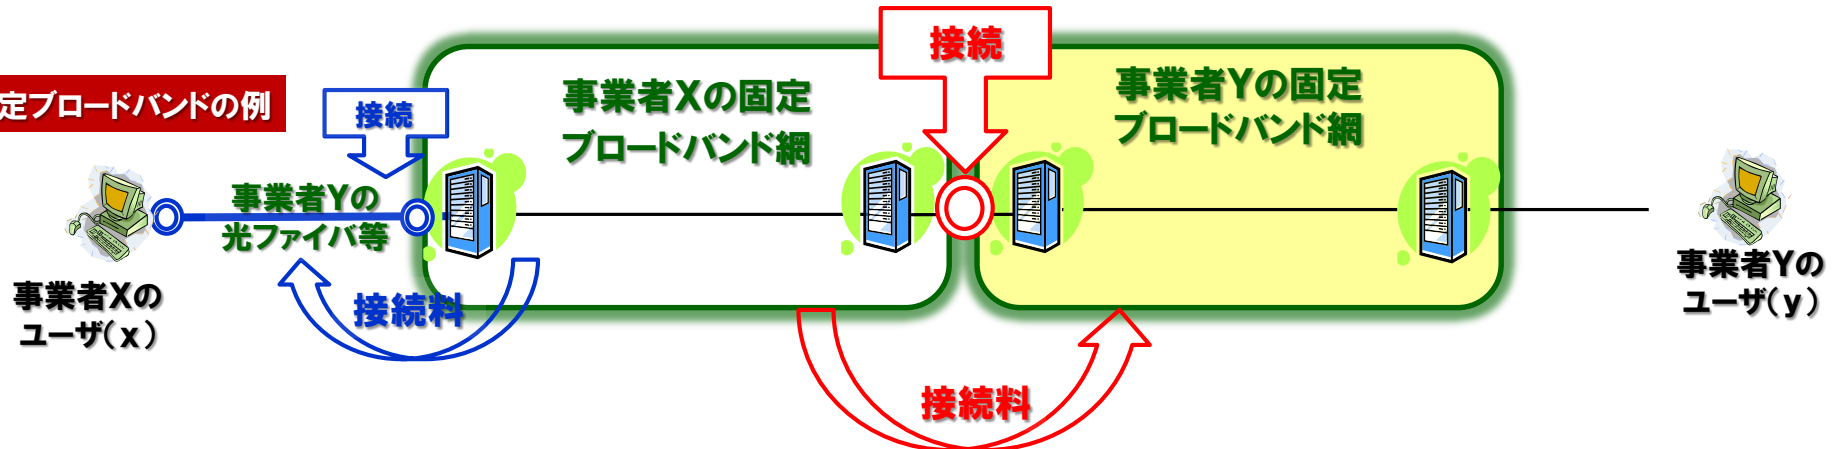 定ブロードバンドの例
接続
接続
事業者Xの固定
ブロードバンド網
事業者Yの固定
ブロードバンド網
事業者Yの
光ファイバ等
事業者Xの
ユーザ(x)
接続料
接続料
事業者Yの
ユーザ(y)